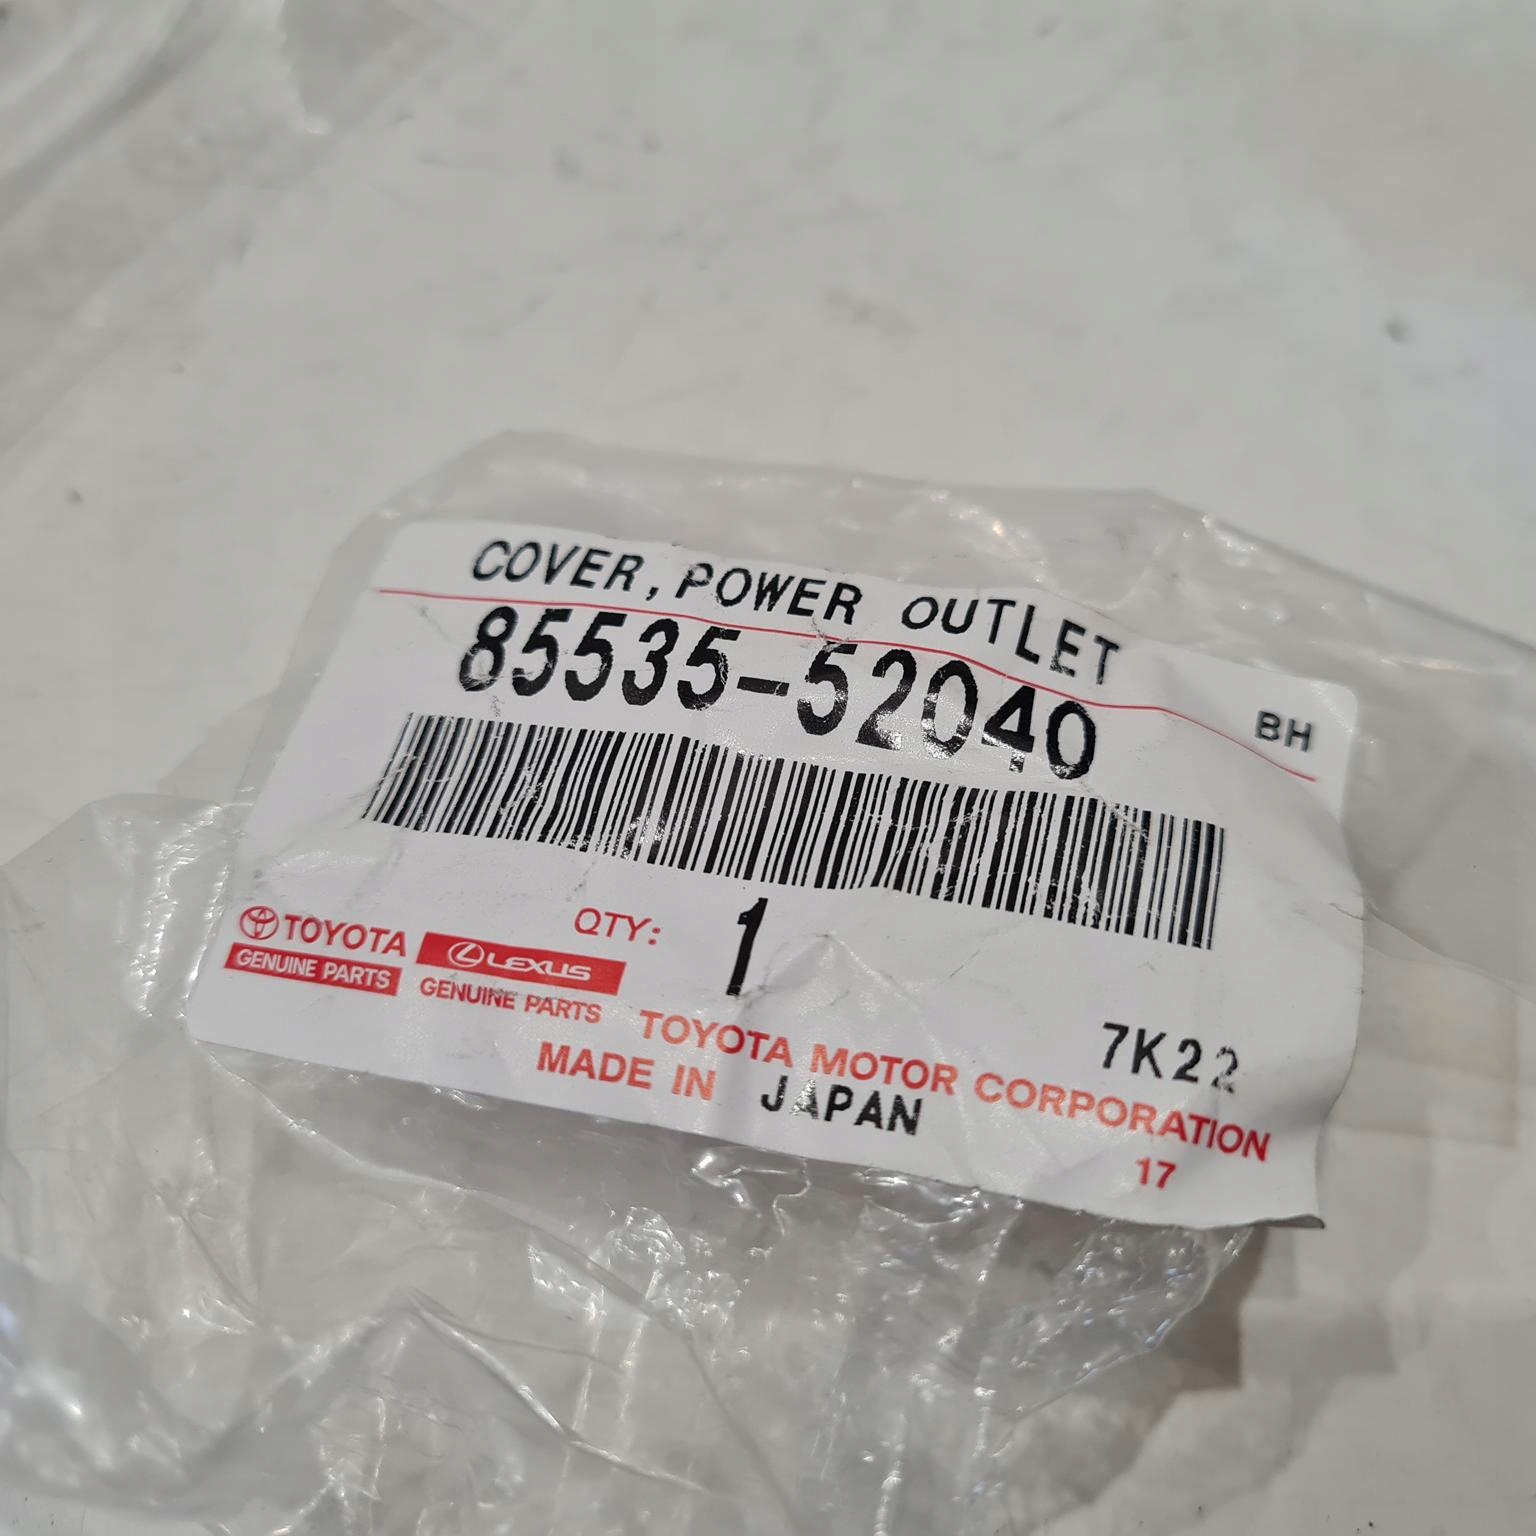 COVER, POWER OUTLET
85535-52040
BH
QTY: 1
TOYOTA
GENUINE PARTS
LEXUS
GENUINE PARTS
7K22
TOYOTA MOTOR CORPORATION
MADE IN JAPAN
17